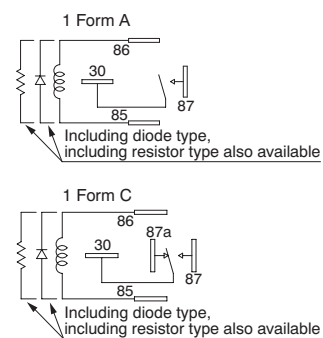 1 Form A
86
30
87
85
Including diode type,
including resistor type also available
1 Form C
86
87a
30
87
85
Including diode type,
including resistor type also available